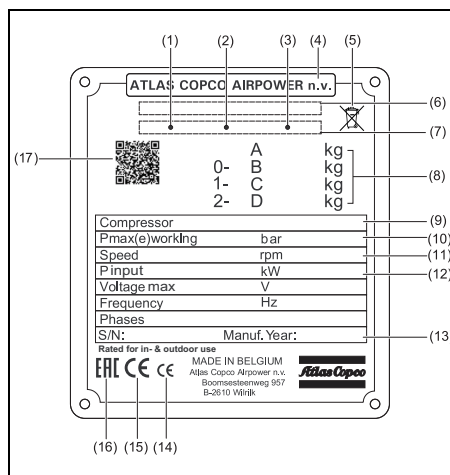 (1) (2) (3) (4) (5)
ATLAS COPCO AIRPOWER n.v.
(6)
(7)
(17)
A kg
0- B kg
1- C kg
2- D kg
(8)
Compressor (9)
Pmax(e)working bar (10)
Speed rpm (11)
P input kW (12)
Voltage max V
Frequency Hz
Phases
S/N: Manuf. Year: (13
Rated for in- & outdoor use
EAC CE CE
MADE IN BELGIUM
Atlas Copco Airpower n.v.
Boomsesteenweg 957
B-2610 Wilrijk
Atlas Copco
(16) (15) (14)